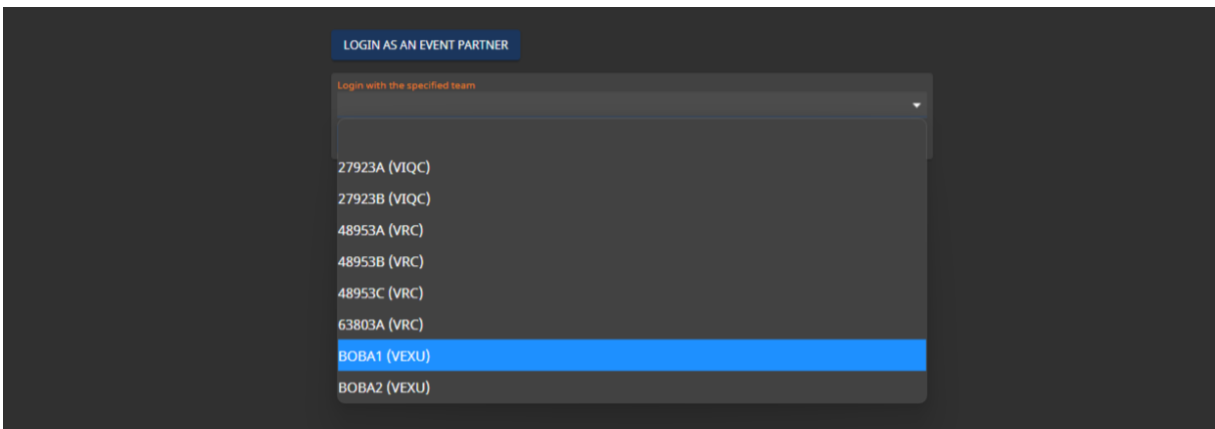 LOGIN AS AN EVENT PARTNER
Login with the specified team
27923A (VIQC)
27923B (VIQC)
48953A (VRC)
48953B (VRC)
48953C (VRC)
63803A (VRC)
BOBA1 (VEXU)
BOBA2 (VEXU)